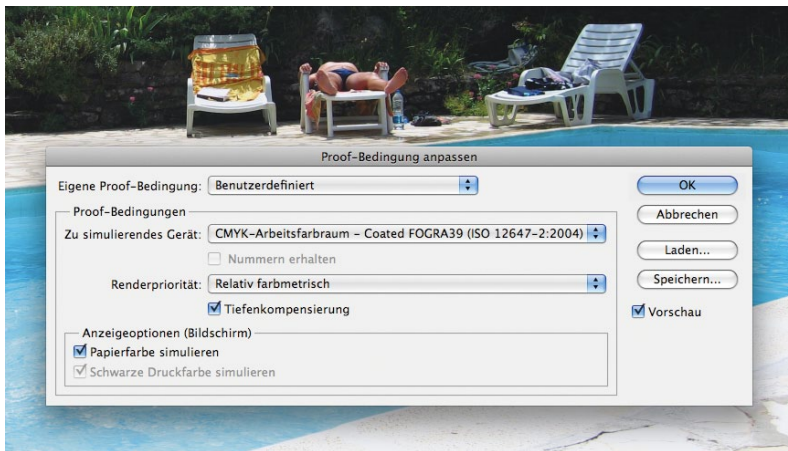 Proof-Bedingung anpassen
Eigene Proof-Bedingung: Benutzerdefiniert
OK
Proof-Bedingungen
Abbrechen
Zu simulierendes Gerät: CMYK-Arbeitsfarbraum - Coated FOGRA39 (ISO 12647-2:2004)
Nummern erhalten
Laden...
Renderpriorität: Relativ farbmetrisch
Speichern...
Tiefenkompensierung
Vorschau
Anzeigeoptionen (Bildschirm)
Papierfarbe simulieren
Schwarze Druckfarbe simulieren